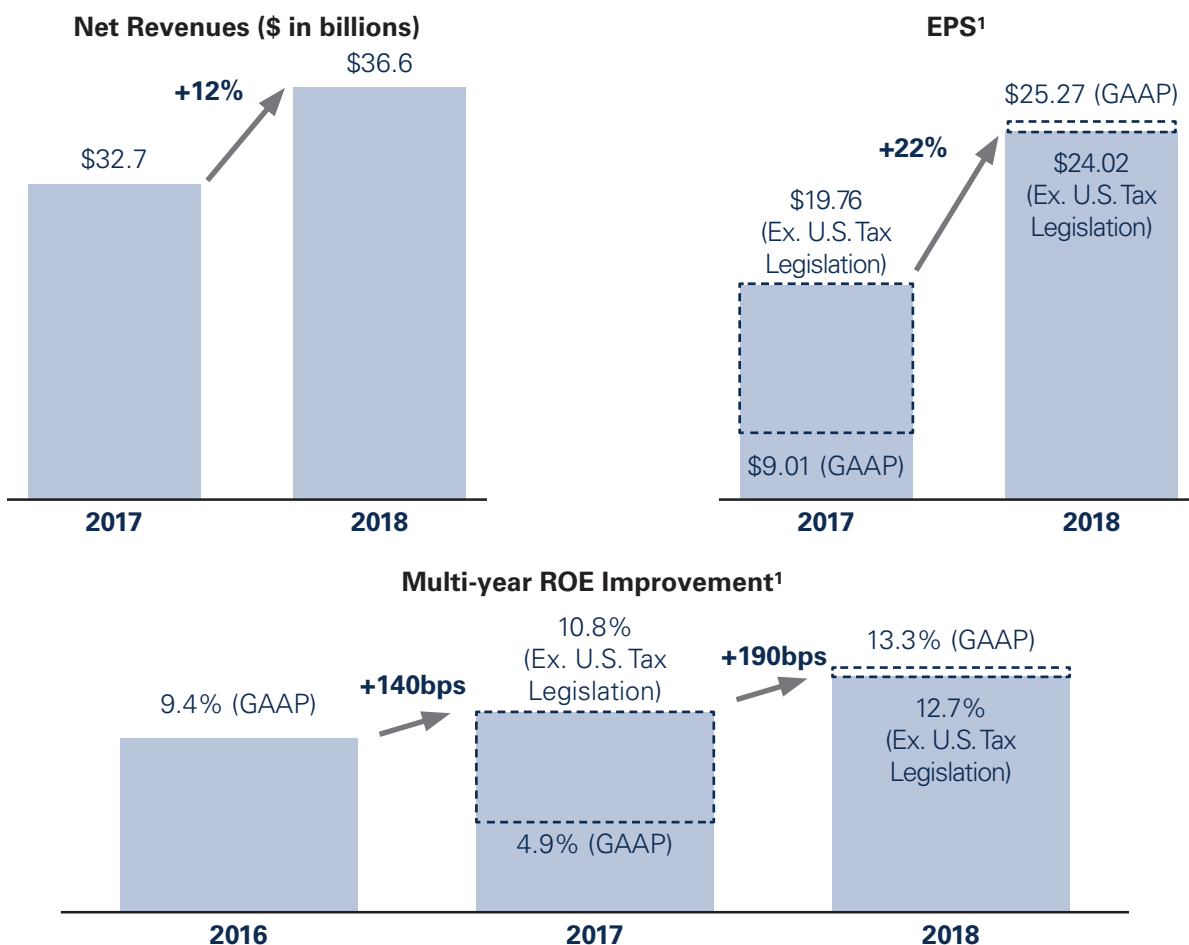 Net Revenues ($ in billions)
$36.6
+12%
$32.7
2017
2018
EPS¹
$25.27 (GAAP)
+22%
$24.02
(Ex. U.S. Tax
Legislation)
$19.76
(Ex. U.S. Tax
Legislation)
$9.01 (GAAP)
2017
2018
Multi-year ROE Improvement¹
10.8%
(Ex. U.S. Tax
Legislation)
13.3% (GAAP)
+190bps
+140bps
9.4% (GAAP)
12.7%
(Ex. U.S. Tax
Legislation)
4.9% (GAAP)
2016
2017
2018